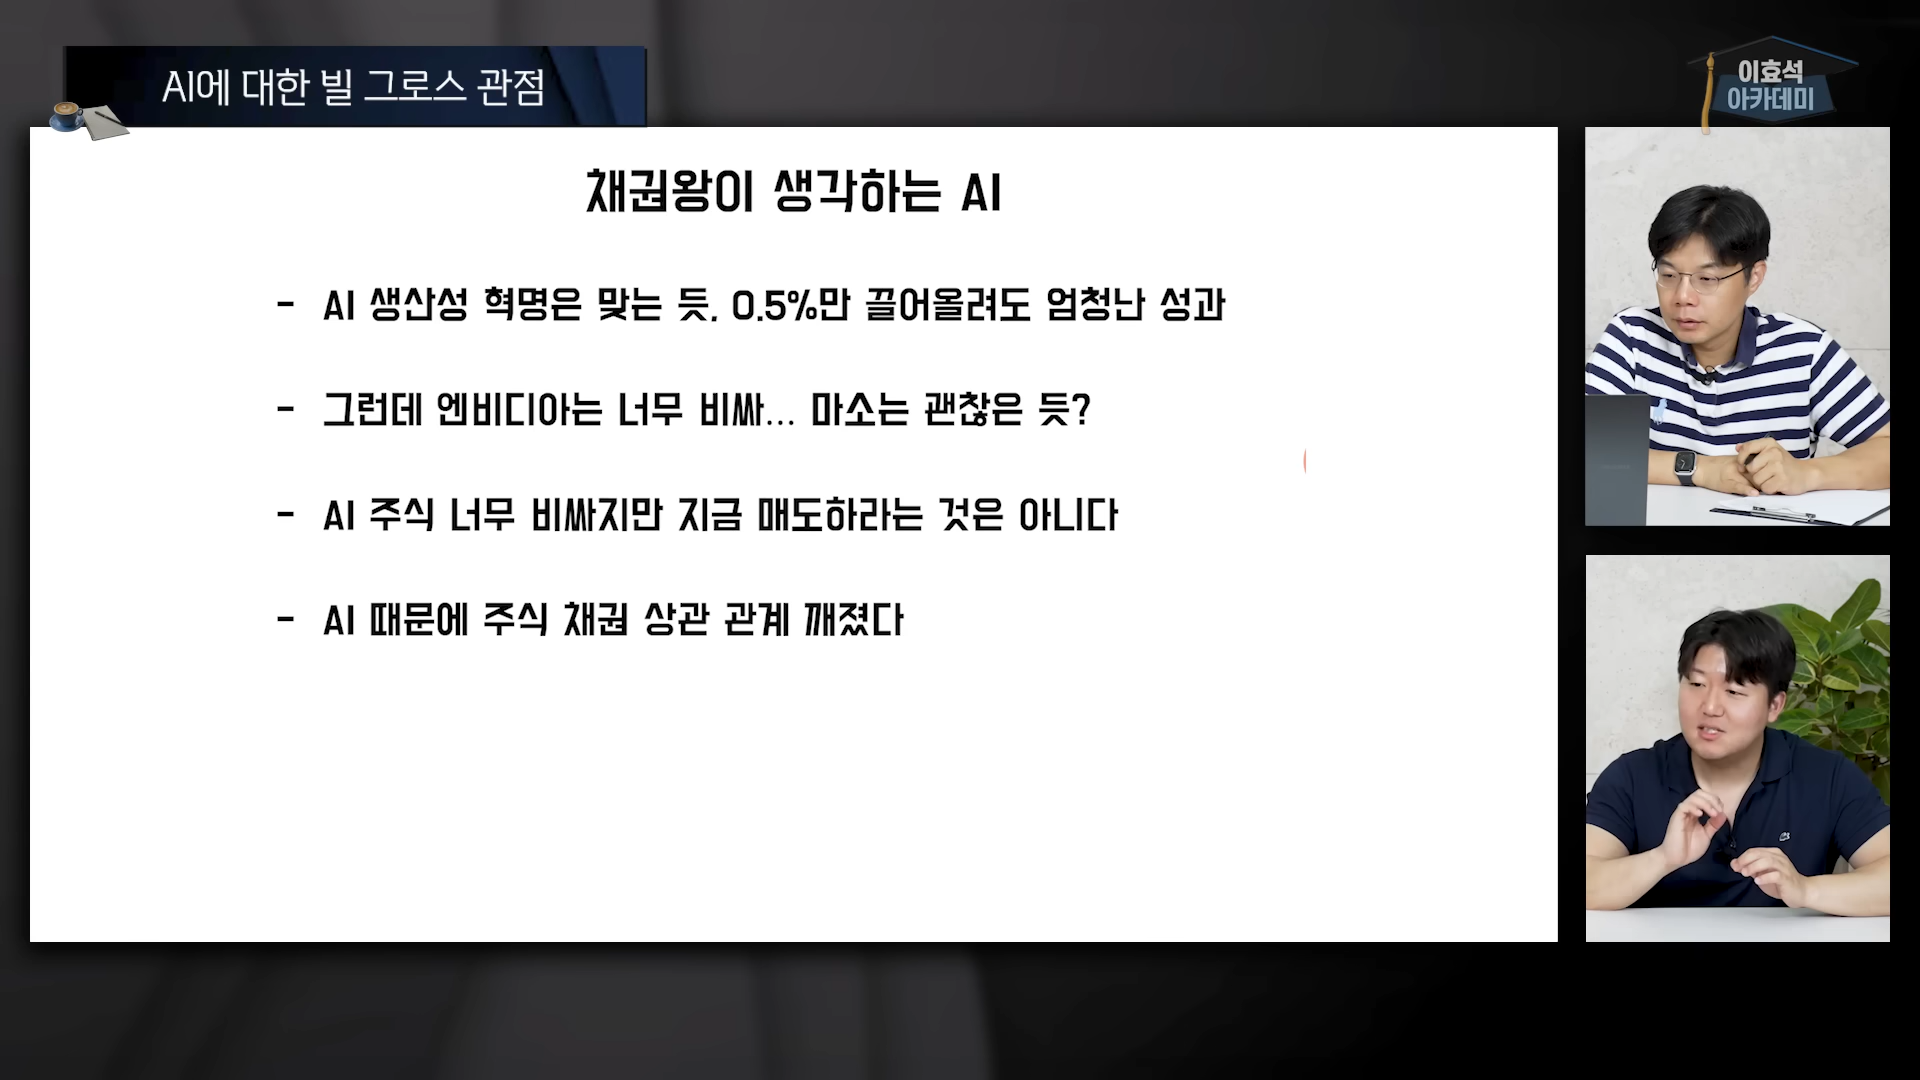 AI에 대한 빌 그로스 관점
이효석
아카데미
채권왕이 생각하는 AI
- AI 생산성 혁명은 맞는 듯, 0.5%만 끌어올려도 엄청난 성과
- 그런데 엔비디아는 너무 비싸... 마소는 괜찮은 듯?
- AI 주식 너무 비싸지만 지금 매도하라는 것은 아니다
- AI 때문에 주식 채권 상관 관계 깨졌다